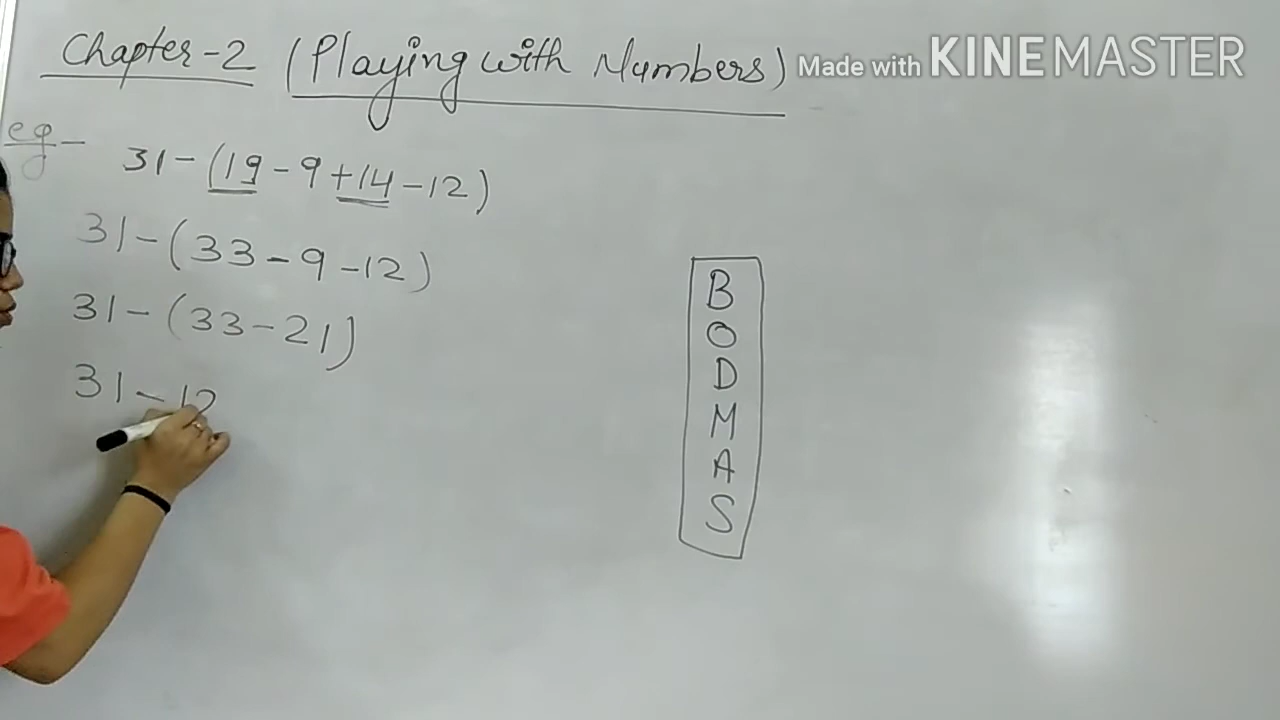 Chapter-2 (Playing with Numbers)
Made with KINEMASTER
eg- 31-(19-9+14-12)
31-(33-9-12)
31-(33-21)
31-12
B
O
D
M
A
S